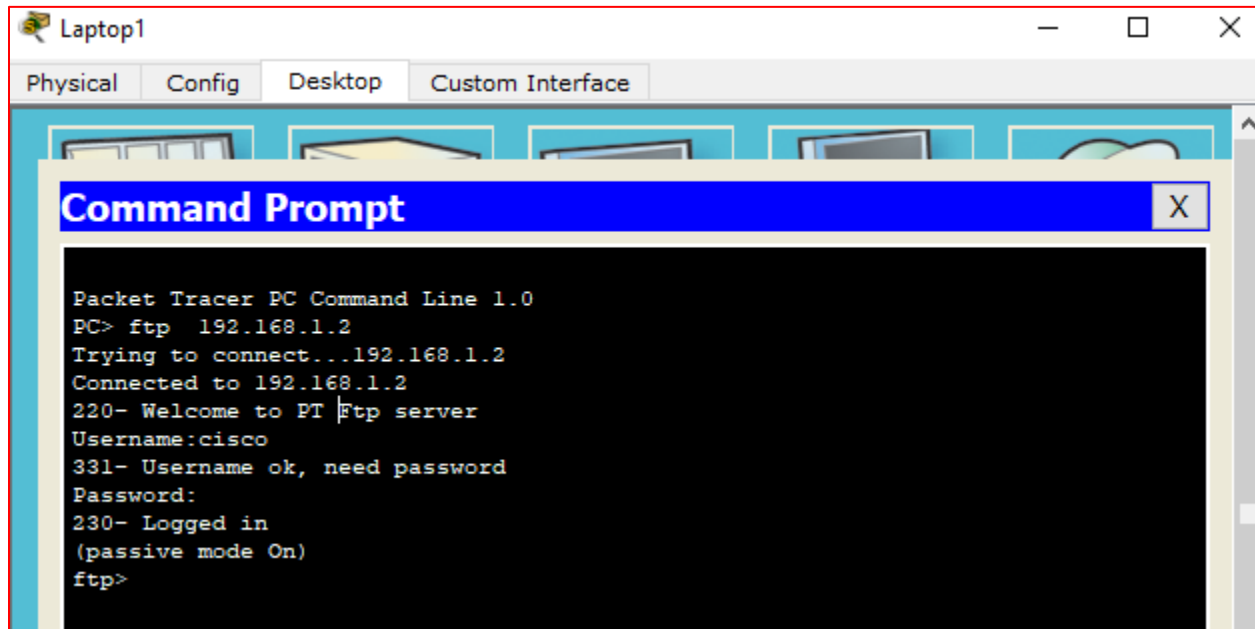 Laptop1
Physical Config Desktop Custom Interface
Command Prompt X
Packet Tracer PC Command Line 1.0
PC> ftp  192.168.1.2
Trying to connect...192.168.1.2
Connected to 192.168.1.2
220- Welcome to PT Ftp server
Username:cisco
331- Username ok, need password
Password:
230- Logged in
(passive mode On)
ftp>